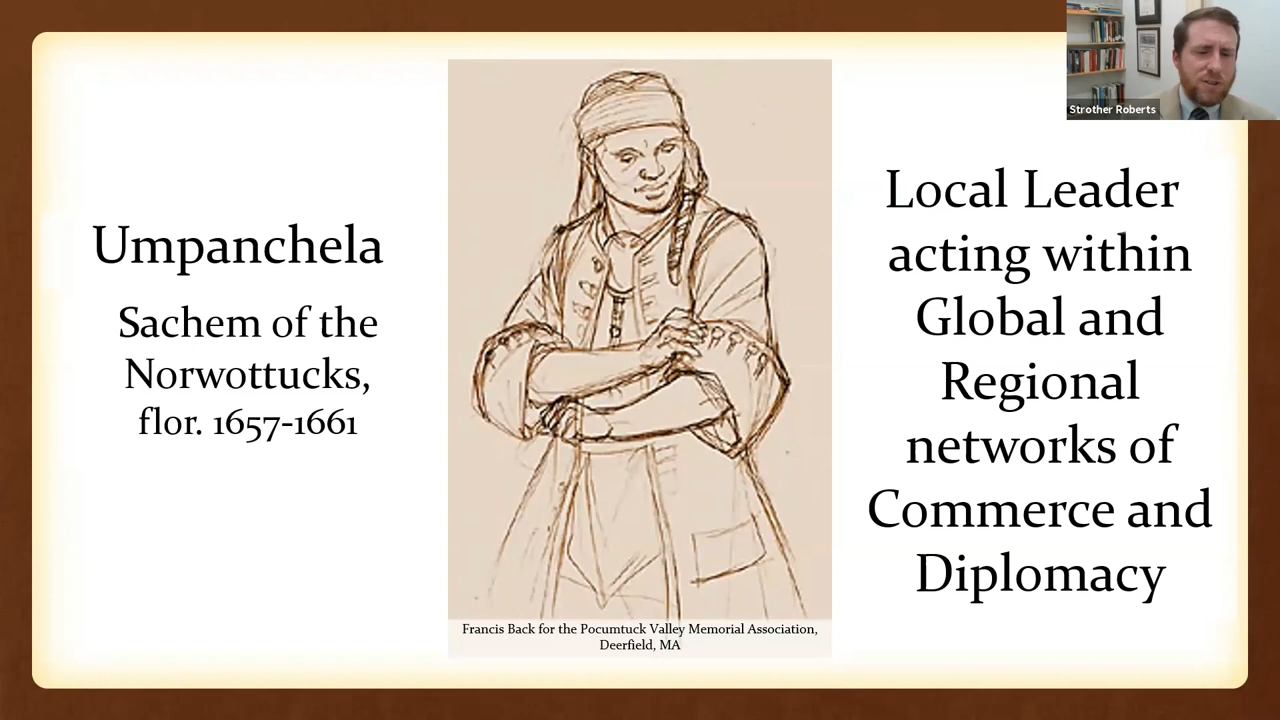 Strother Roberts
Umpanchela
Sachem of the
Norwottucks,
flor. 1657-1661
Francis Back for the Pocumtuck Valley Memorial Association,
Deerfield, MA
Local Leader
acting within
Global and
Regional
networks of
Commerce and
Diplomacy